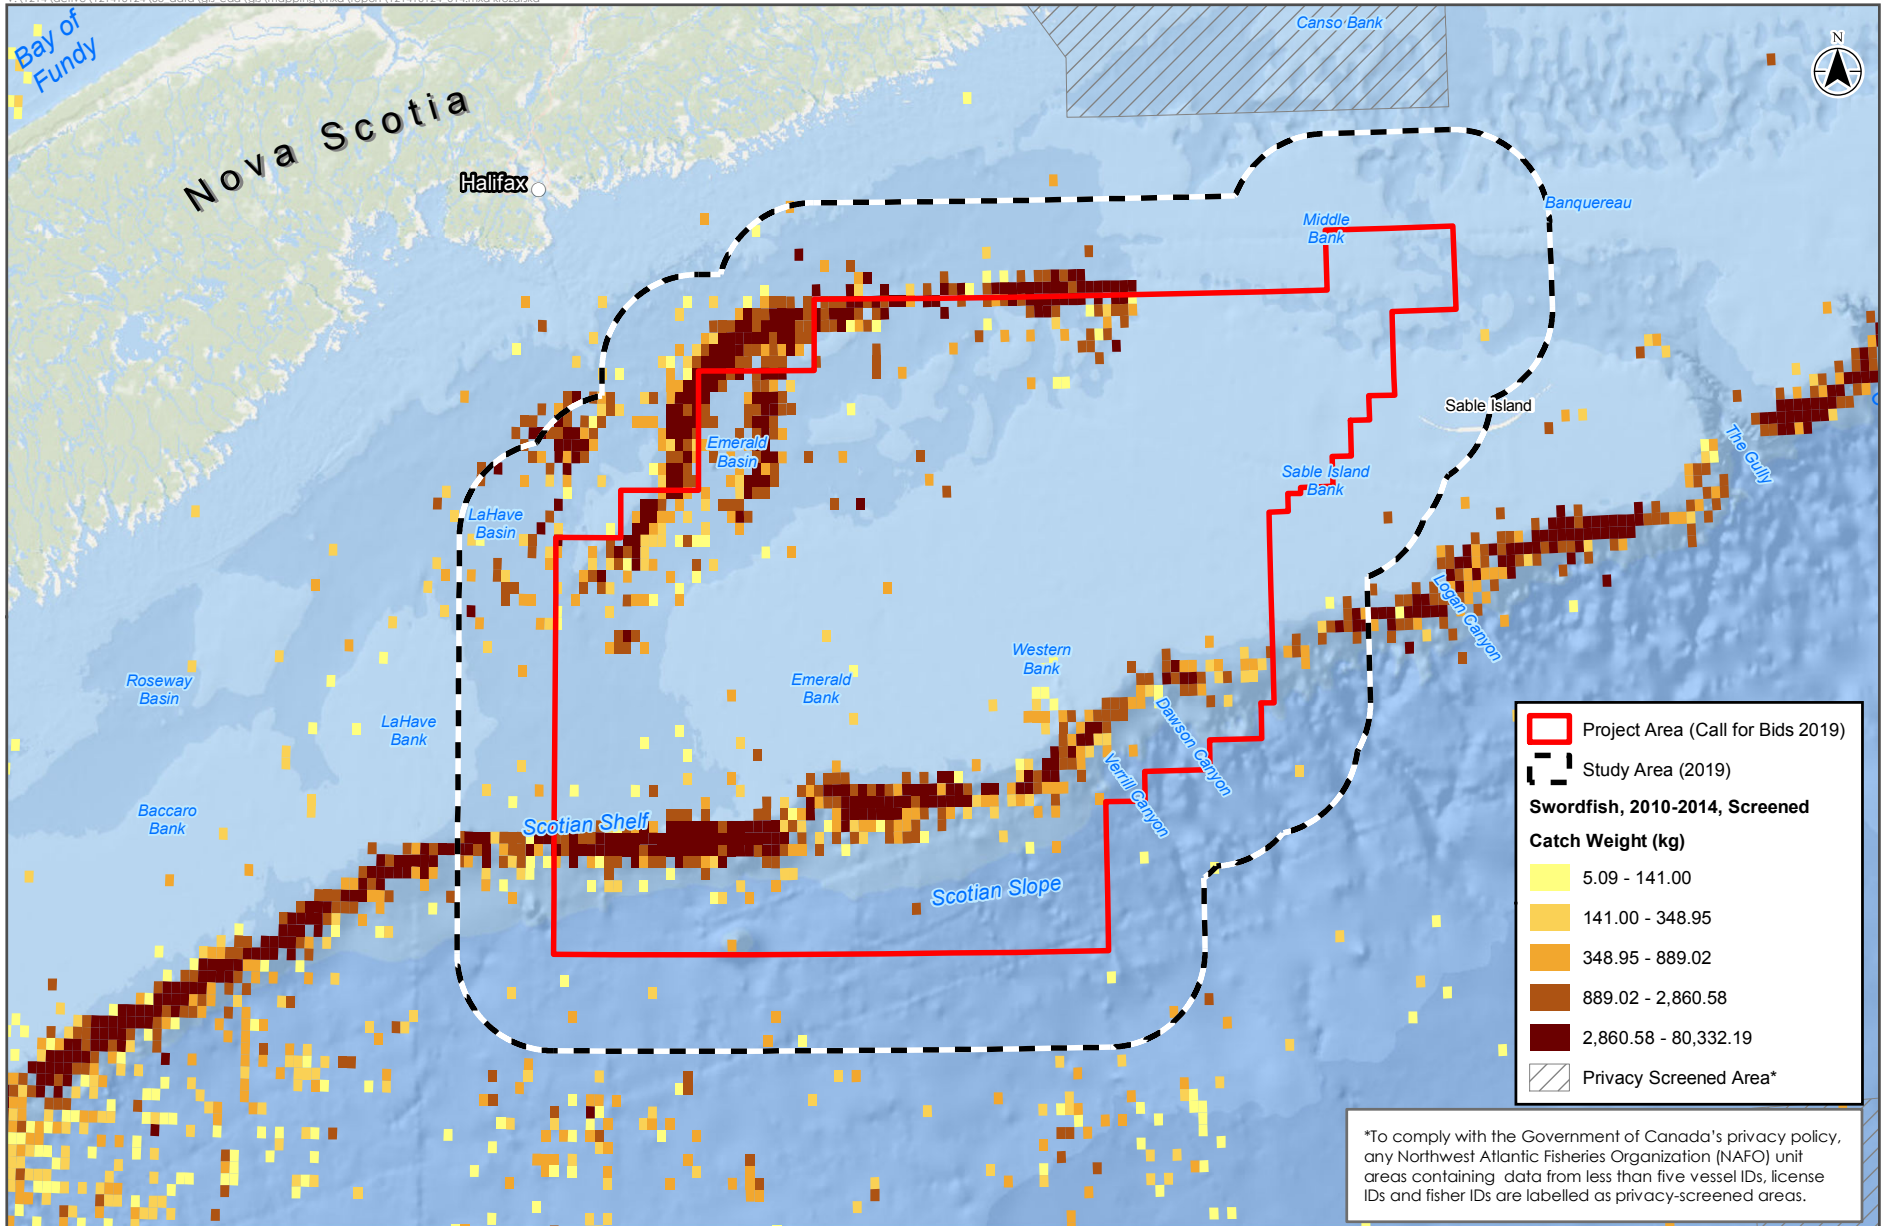 Bay of
Fundy
Canso Bank
N
Nova Scotia
Halifax
Banquereau
Middle
Bank
Sable Island
The Gully
Emerald
Basin
Sable Island
Bank
LaHave
Basin
Logan Canyon
Western
Bank
Roseway
Basin
Emerald
Bank
LaHave
Bank
Dawson Canyon
Verrill Canyon
Baccaro
Bank
Scotian Shelf
Scotian Slope
Project Area (Call for Bids 2019)
Study Area (2019)
Swordfish, 2010-2014, Screened
Catch Weight (kg)
5.09 - 141.00
141.00 - 348.95
348.95 - 889.02
889.02 - 2,860.58
2,860.58 - 80,332.19
Privacy Screened Area*
*To comply with the Government of Canada's privacy policy,
any Northwest Atlantic Fisheries Organization (NAFO) unit
areas containing data from less than five vessel IDs, license
IDs and fisher IDs are labelled as privacy-screened areas.